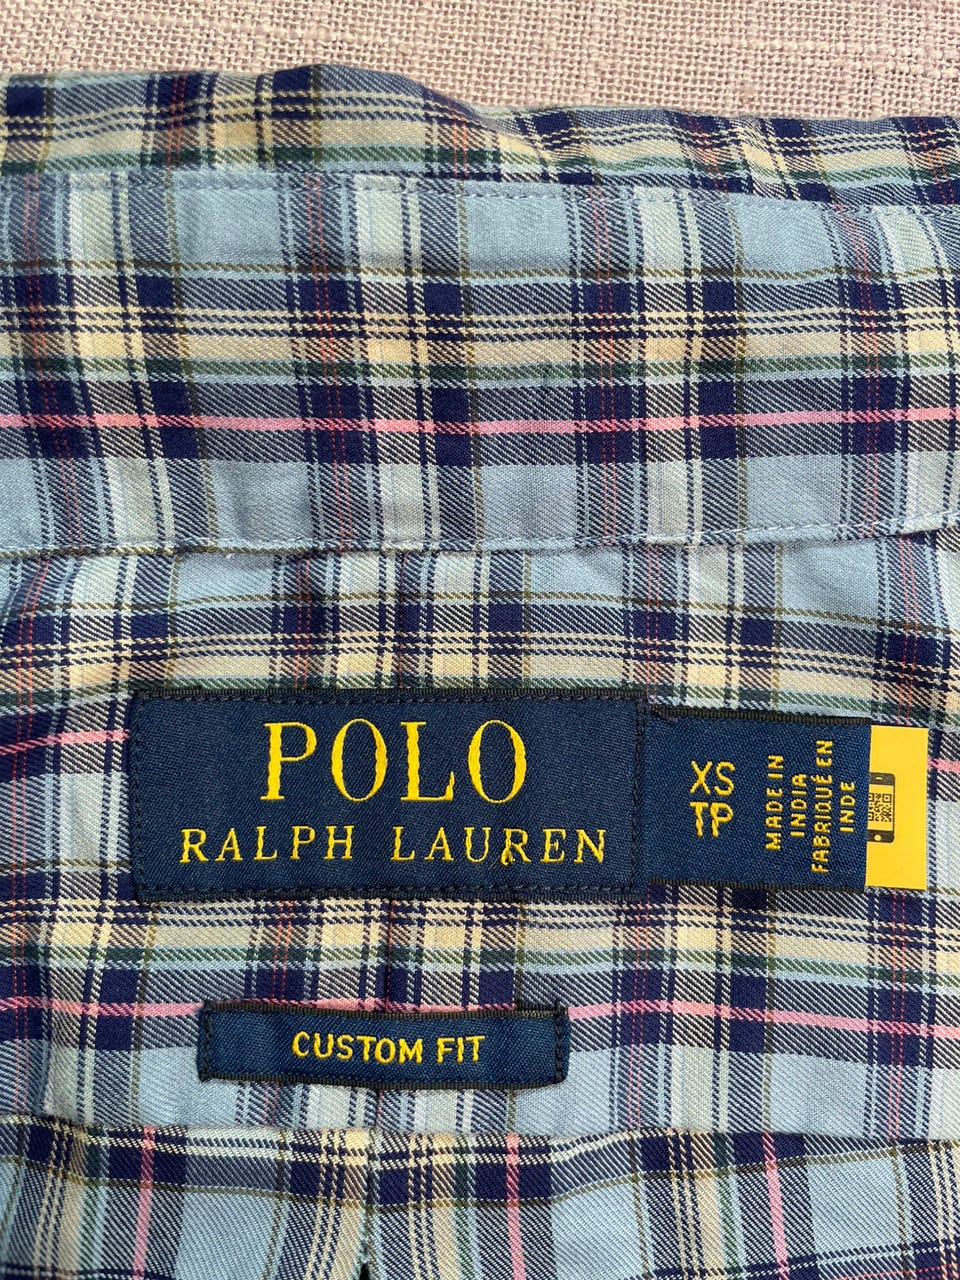 POLO
RALPH LAUREN
XS
TP
MADE IN
INDIA
FABRIQUÉ EN
INDE
CUSTOM FIT